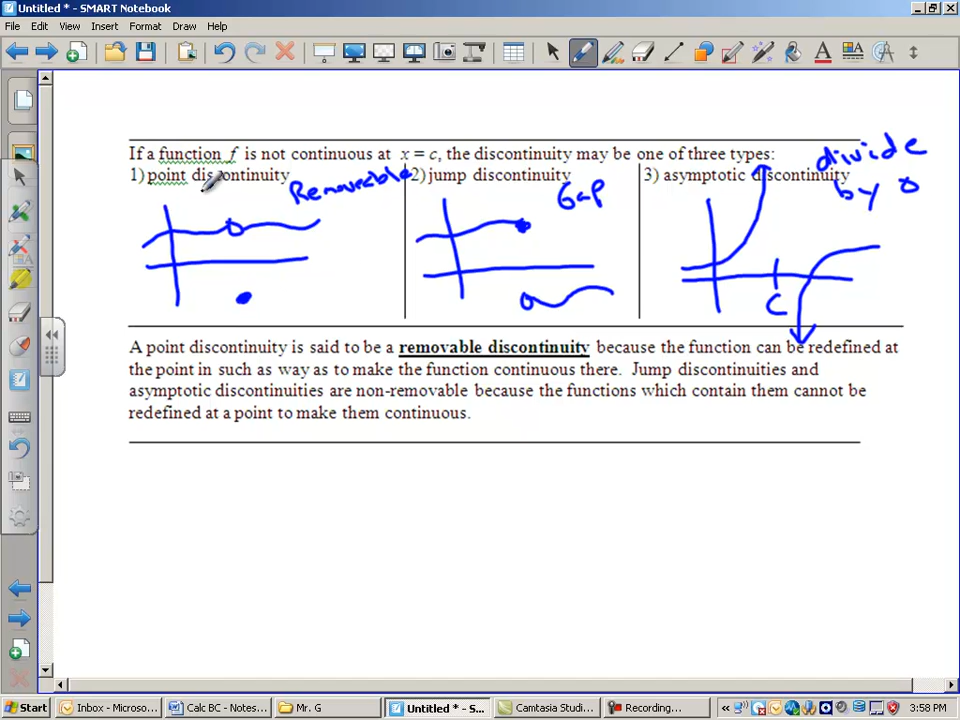 Untitled * - SMART Notebook
File Edit View Insert Format Draw Help
If a function f is not continuous at x = c, the discontinuity may be one of three types:
1) point discontinuity
2) jump discontinuity
3) asymptotic discontinuity
Removable
Gap
divide
by 0
C
A point discontinuity is said to be a removable discontinuity because the function can be redefined at
the point in such as way as to make the function continuous there. Jump discontinuities and
asymptotic discontinuities are non-removable because the functions which contain them cannot be
redefined at a point to make them continuous.
Start Inbox - Microso... Calc BC - Notes... Mr. G Untitled * - S... Camtasia Studi... Recording... 3:58 PM